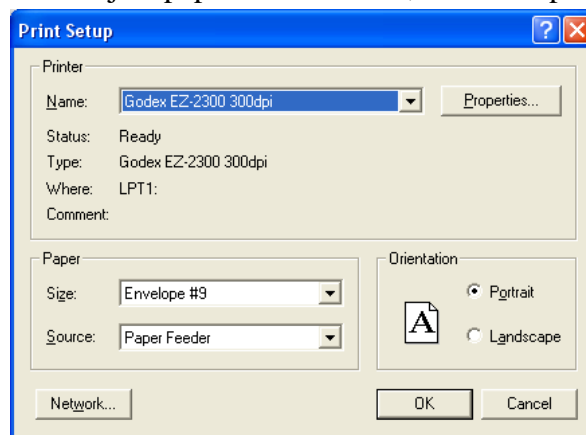 Print Setup
Printer
Name: Godex EZ-2300 300dpi Properties...
Status: Ready
Type: Godex EZ-2300 300dpi
Where: LPT1:
Comment:
Paper
Size: Envelope #9
Source: Paper Feeder
Orientation
A
Portrait
Landscape
Network... OK Cancel